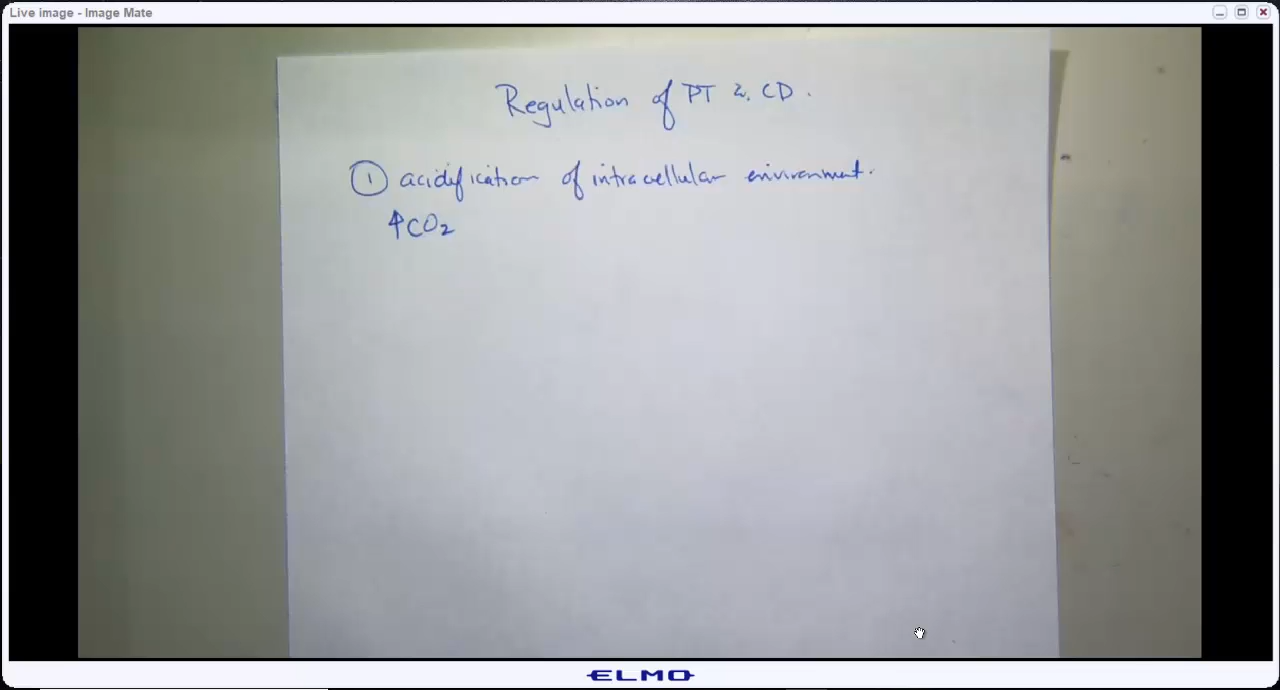 Live image - Image Mate
Regulation of PT & CD.
① acidification of intracellular environment.
↑CO₂
ELMO